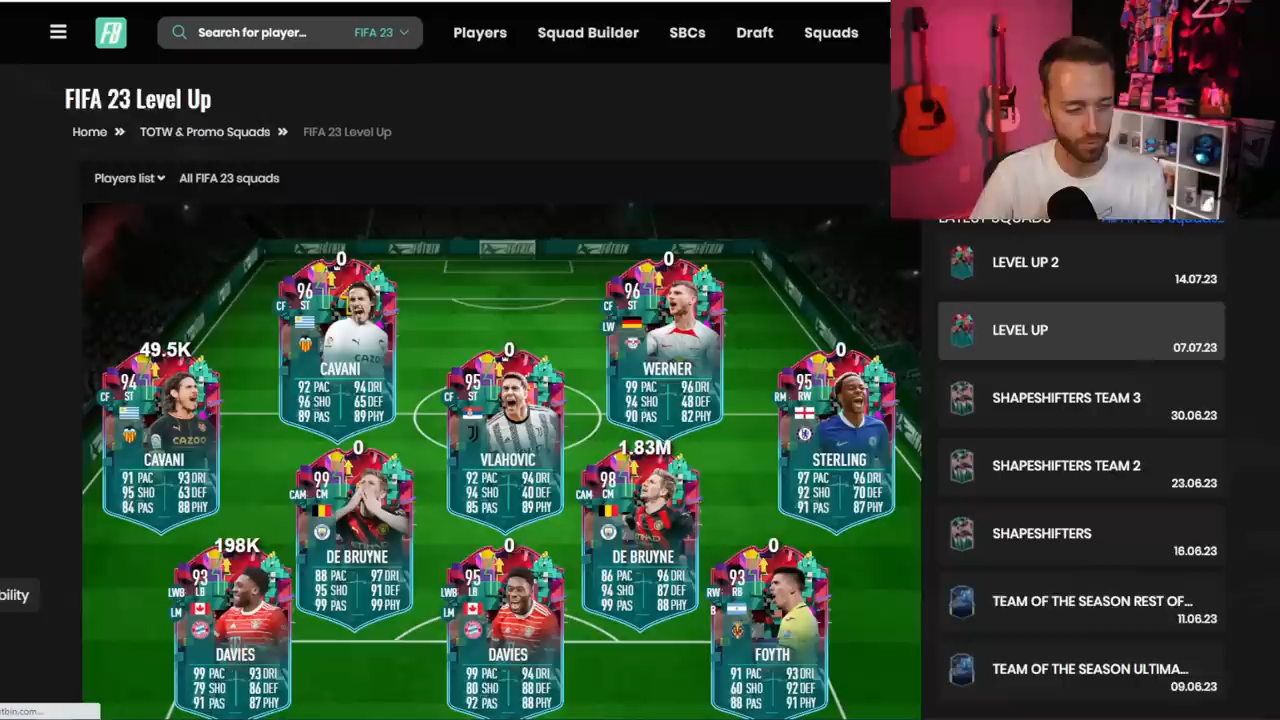 FB
Search for player...
FIFA 23
Players
Squad Builder
SBCs
Draft
Squads
FIFA 23 Level Up
Home
TOTW & Promo Squads
FIFA 23 Level Up
Players list
All FIFA 23 squads
0
96
ST
CF
CAVANI
92 PAC 94 DRI
96 SHO 65 DEF
89 PAS 89 PHY
0
96
ST
CF
LW
WERNER
99 PAC 96 DRI
94 SHO 48 DEF
90 PAS 82 PHY
49.5K
94
ST
CF
CAVANI
91 PAC 93 DRI
95 SHO 63 DEF
84 PAS 88 PHY
0
95
ST
CF
VLAHOVIC
92 PAC 94 DRI
94 SHO 40 DEF
85 PAS 89 PHY
0
95
RW
RM
STERLING
97 PAC 96 DRI
92 SHO 70 DEF
91 PAS 87 PHY
0
99
CM
CAM
DE BRUYNE
88 PAC 97 DRI
95 SHO 91 DEF
99 PAS 99 PHY
1.83M
98
CM
CAM
DE BRUYNE
86 PAC 96 DRI
94 SHO 87 DEF
99 PAS 88 PHY
198K
93
LB
LWB
LM
DAVIES
99 PAC 93 DRI
79 SHO 86 DEF
91 PAS 87 PHY
0
95
LB
LWB
LM
DAVIES
99 PAC 94 DRI
80 SHO 88 DEF
92 PAS 88 PHY
0
93
RB
FOYTH
91 PAC 93 DRI
60 SHO 92 DEF
88 PAS 91 PHY
LEVEL UP 2
14.07.23
LEVEL UP
07.07.23
SHAPESHIFTERS TEAM 3
30.06.23
SHAPESHIFTERS TEAM 2
23.06.23
SHAPESHIFTERS
16.06.23
TEAM OF THE SEASON REST OF...
11.06.23
TEAM OF THE SEASON ULTIMA...
09.06.23
bility